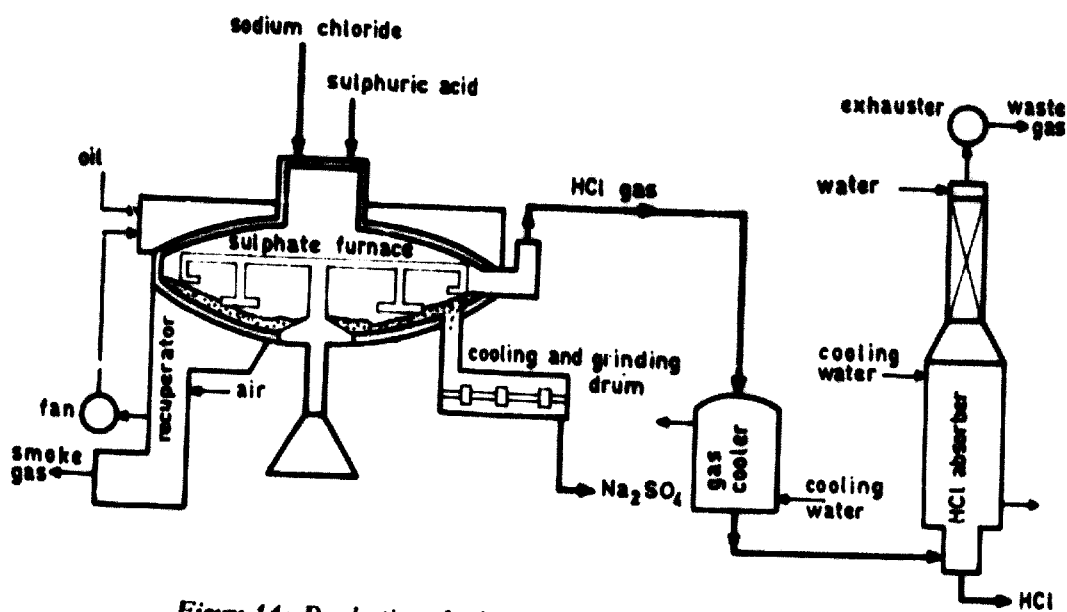 sodium chloride
sulphuric acid
exhauster
waste
gas
oil
HCl gas
water
sulphate furnace
cooling and grinding
drum
cooling
water
recuperator
air
fan
smoke
gas
gas
cooler
HCl absorber
Na₂SO₄
cooling
water
HCl